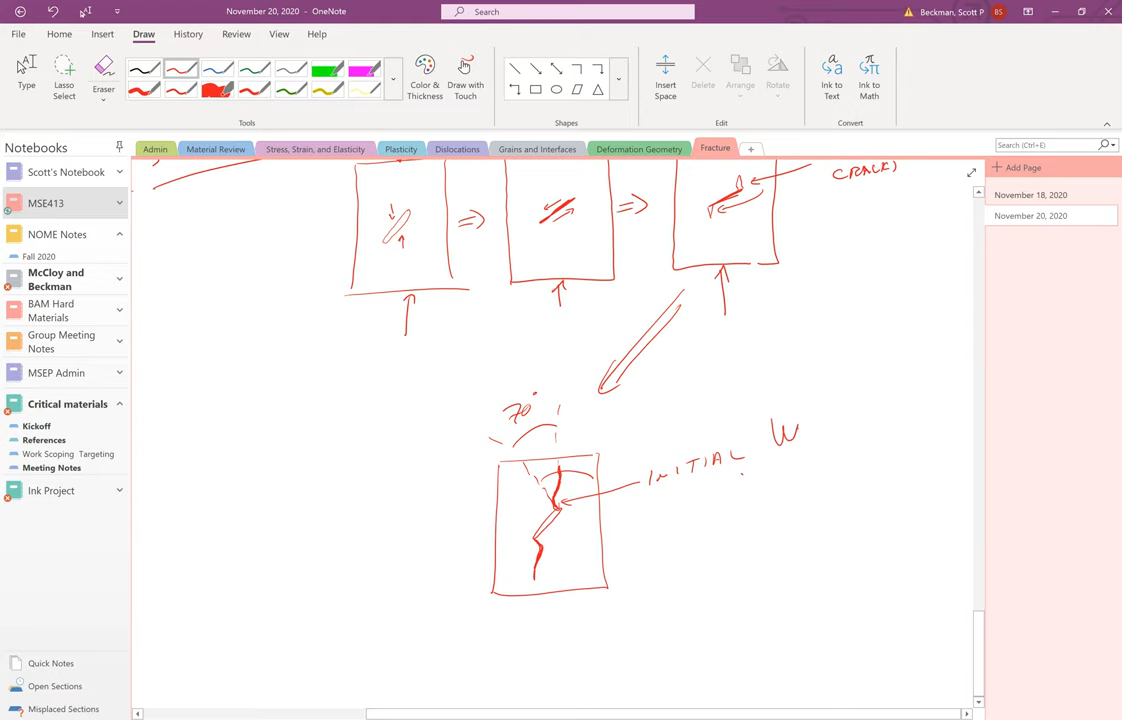 November 20, 2020 - OneNote
Search
Beckman, Scott P
BS
File
Home
Insert
Draw
History
Review
View
Help
Type
Lasso Select
Eraser
Color & Thickness
Draw with Touch
Insert Space
Delete
Arrange
Rotate
Ink to Text
Ink to Math
Tools
Shapes
Edit
Convert
Notebooks
Admin
Material Review
Stress, Strain, and Elasticity
Plasticity
Dislocations
Grains and Interfaces
Deformation Geometry
Fracture
Search (Ctrl+E)
Scott's Notebook
MSE413
NOME Notes
Fall 2020
McCloy and Beckman
BAM Hard Materials
Group Meeting Notes
MSEP Admin
Critical materials
Kickoff
References
Work Scoping Targeting
Meeting Notes
Ink Project
Quick Notes
Open Sections
Misplaced Sections
Add Page
November 18, 2020
November 20, 2020
CRACKS
70°
INITIAL
W